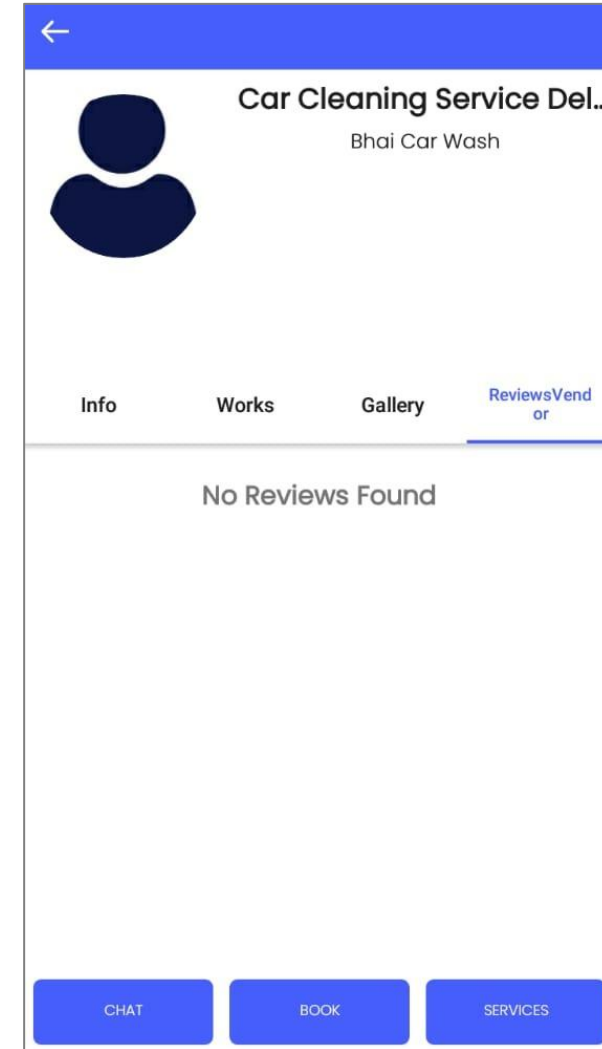 Car Cleaning Service Del..
Bhai Car Wash
Info Works Gallery ReviewsVend
or
No Reviews Found
CHAT BOOK SERVICES